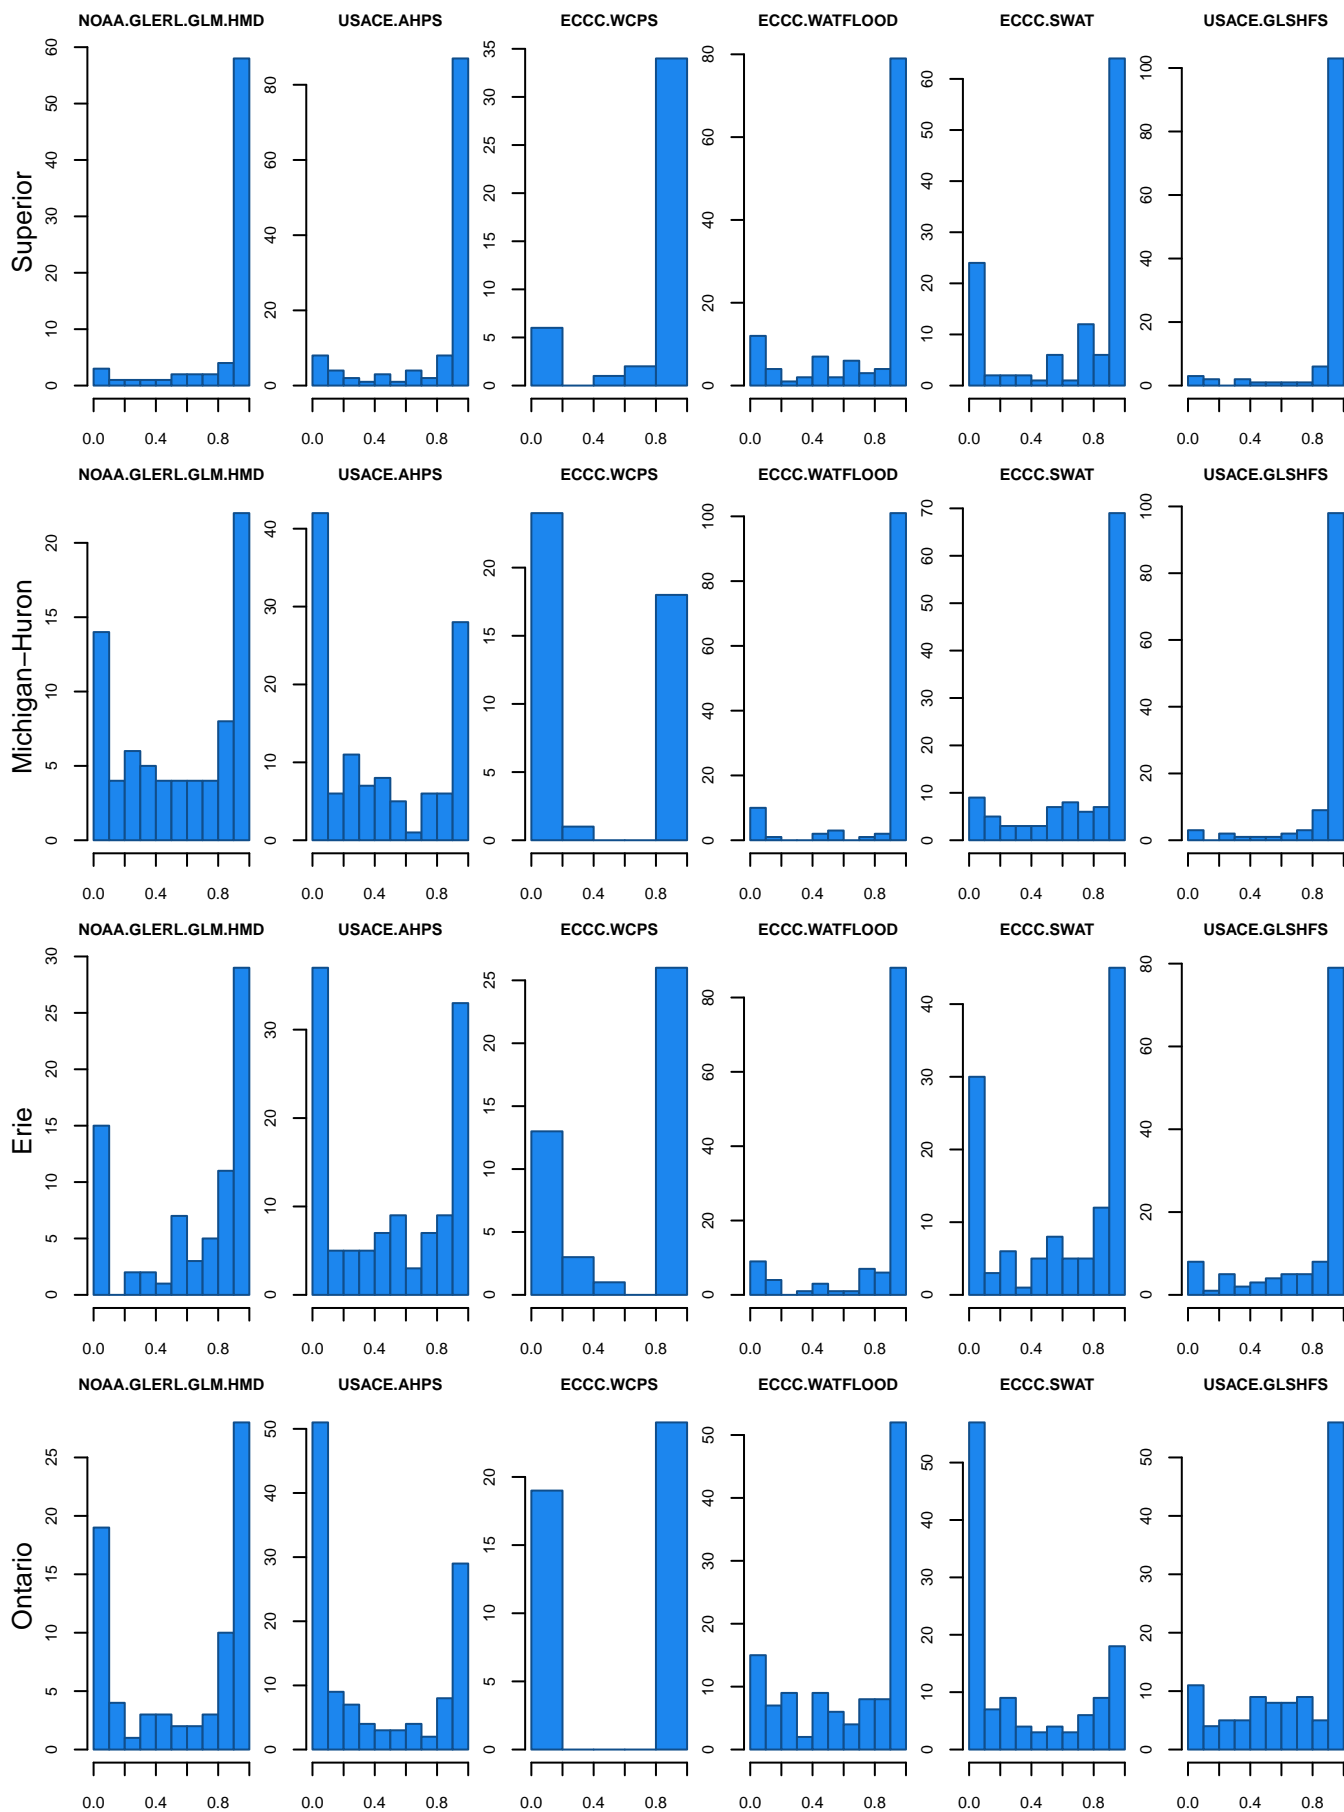 NOAA.GLERL.GLM.HMD USACE.AHPS ECCC.WCPS ECCC.WATFLOOD ECCC.SWAT USACE.GLSHFS
Superior
0 10 20 30 40 50 60
0 20 40 60 80
0 5 10 15 20 25 30 35
0 20 40 60 80
0 10 20 30 40 50 60
0 20 40 60 80 100
0.0 0.4 0.8 0.0 0.4 0.8 0.0 0.4 0.8 0.0 0.4 0.8 0.0 0.4 0.8 0.0 0.4 0.8
NOAA.GLERL.GLM.HMD USACE.AHPS ECCC.WCPS ECCC.WATFLOOD ECCC.SWAT USACE.GLSHFS
Michigan−Huron
0 5 10 15 20
0 10 20 30 40
0 5 10 15 20
0 20 40 60 80 100
0 10 20 30 40 50 60 70
0 20 40 60 80 100
0.0 0.4 0.8 0.0 0.4 0.8 0.0 0.4 0.8 0.0 0.4 0.8 0.0 0.4 0.8 0.0 0.4 0.8
NOAA.GLERL.GLM.HMD USACE.AHPS ECCC.WCPS ECCC.WATFLOOD ECCC.SWAT USACE.GLSHFS
Erie
0 5 10 15 20 25 30
0 10 20 30
0 5 10 15 20 25
0 20 40 60 80
0 10 20 30 40
0 20 40 60 80
0.0 0.4 0.8 0.0 0.4 0.8 0.0 0.4 0.8 0.0 0.4 0.8 0.0 0.4 0.8 0.0 0.4 0.8
NOAA.GLERL.GLM.HMD USACE.AHPS ECCC.WCPS ECCC.WATFLOOD ECCC.SWAT USACE.GLSHFS
Ontario
0 5 10 15 20 25
0 10 20 30 40 50
0 5 10 15 20
0 10 20 30 40 50
0 10 20 30 40 50
0 10 20 30 40 50
0.0 0.4 0.8 0.0 0.4 0.8 0.0 0.4 0.8 0.0 0.4 0.8 0.0 0.4 0.8 0.0 0.4 0.8